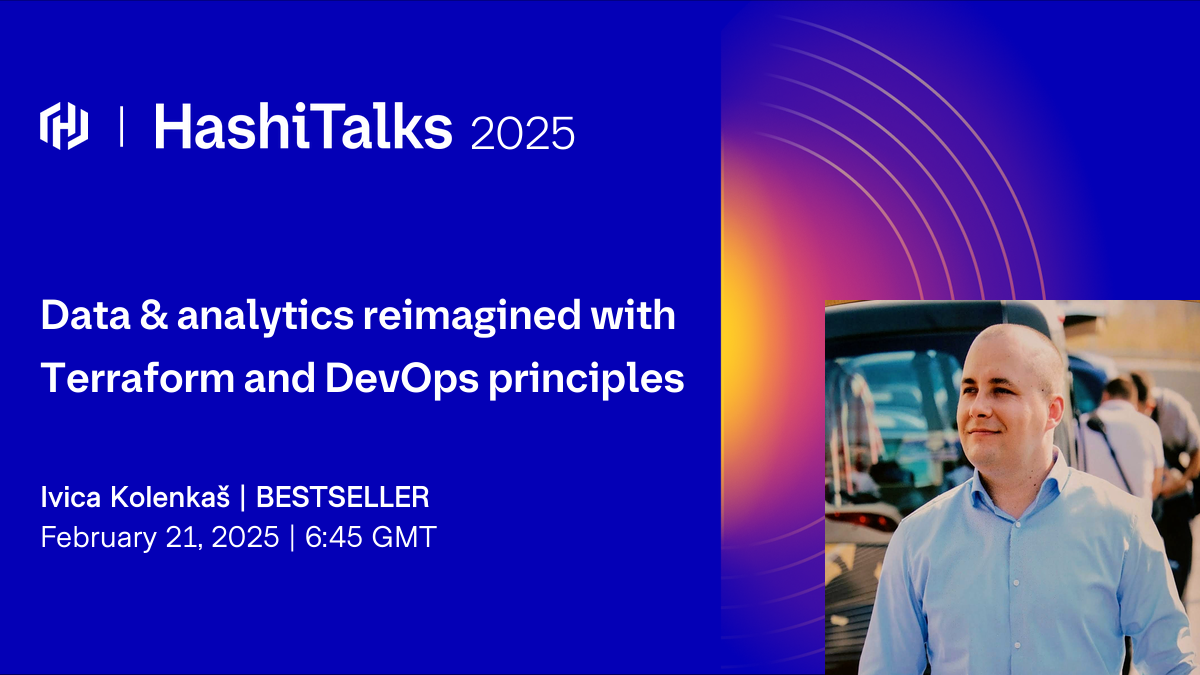 HashiTalks 2025
Data & analytics reimagined with
Terraform and DevOps principles
Ivica Kolenkaš | BESTSELLER
February 21, 2025 | 6:45 GMT